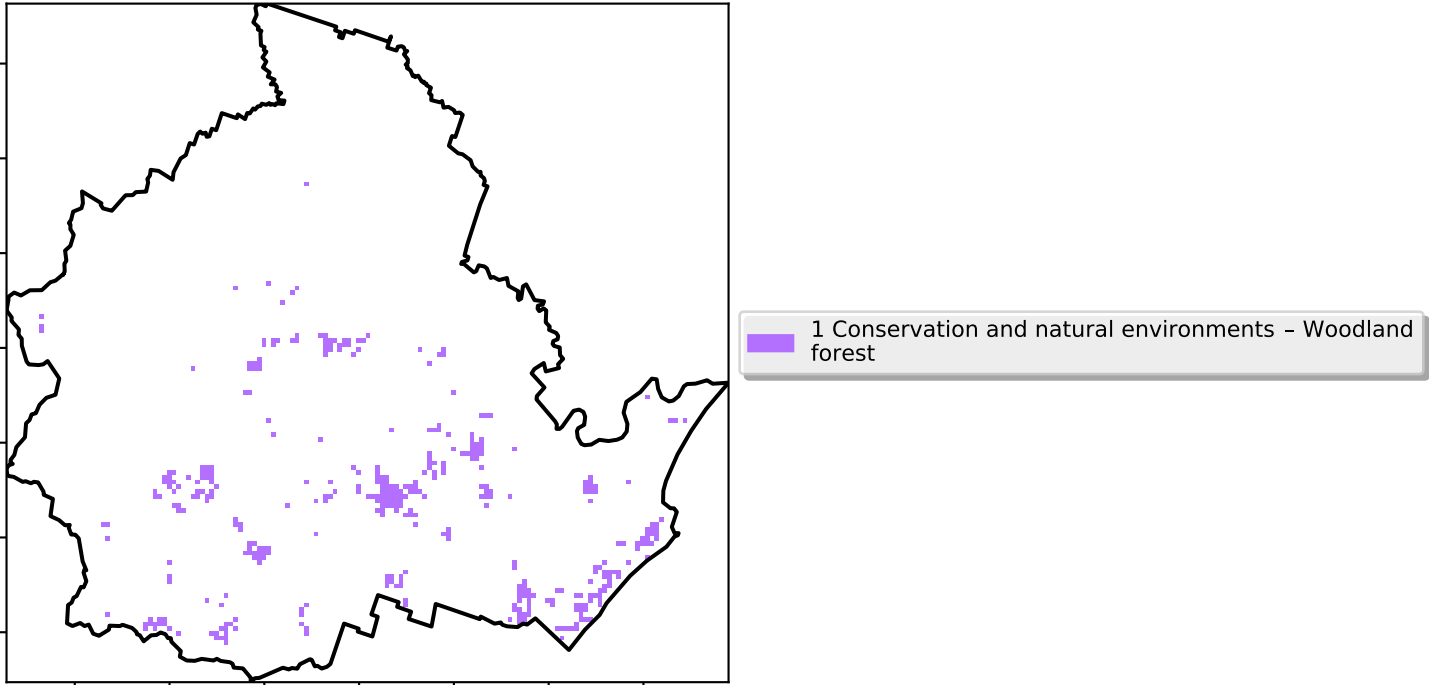 1 Conservation and natural environments – Woodland
forest